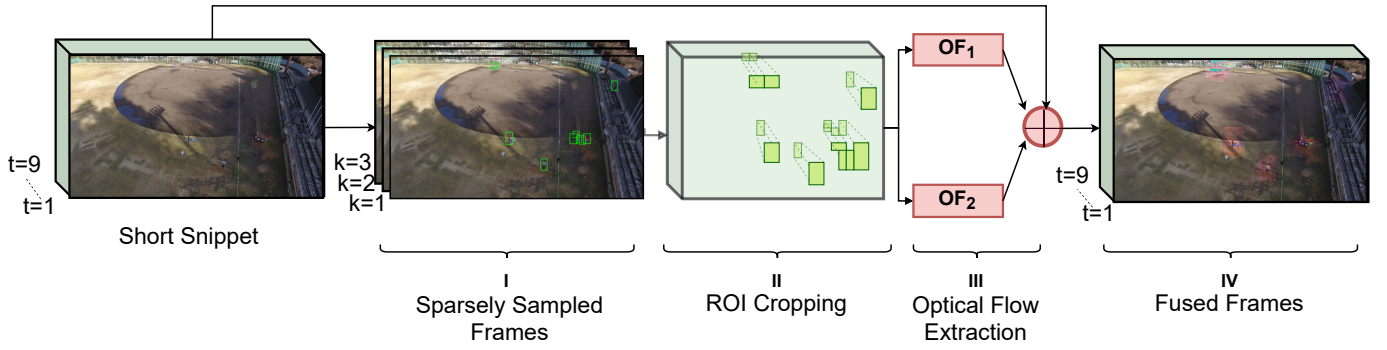 t=9
t=1
Short Snippet
k=3
k=2
k=1
I
Sparsely Sampled
Frames
II
ROI Cropping
OF1
OF2
III
Optical Flow
Extraction
t=9
t=1
IV
Fused Frames